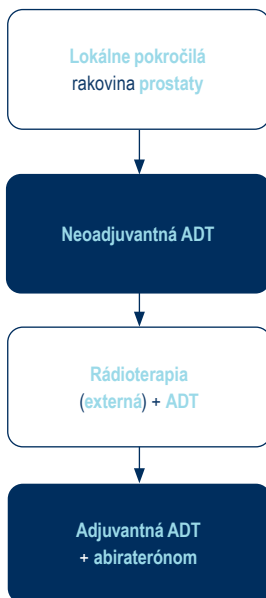 Lokálne pokročilá
rakovina prostaty
Neoadjuvantná ADT
Rádioterapia
(externá) + ADT
Adjuvantná ADT
+ abiraterónom